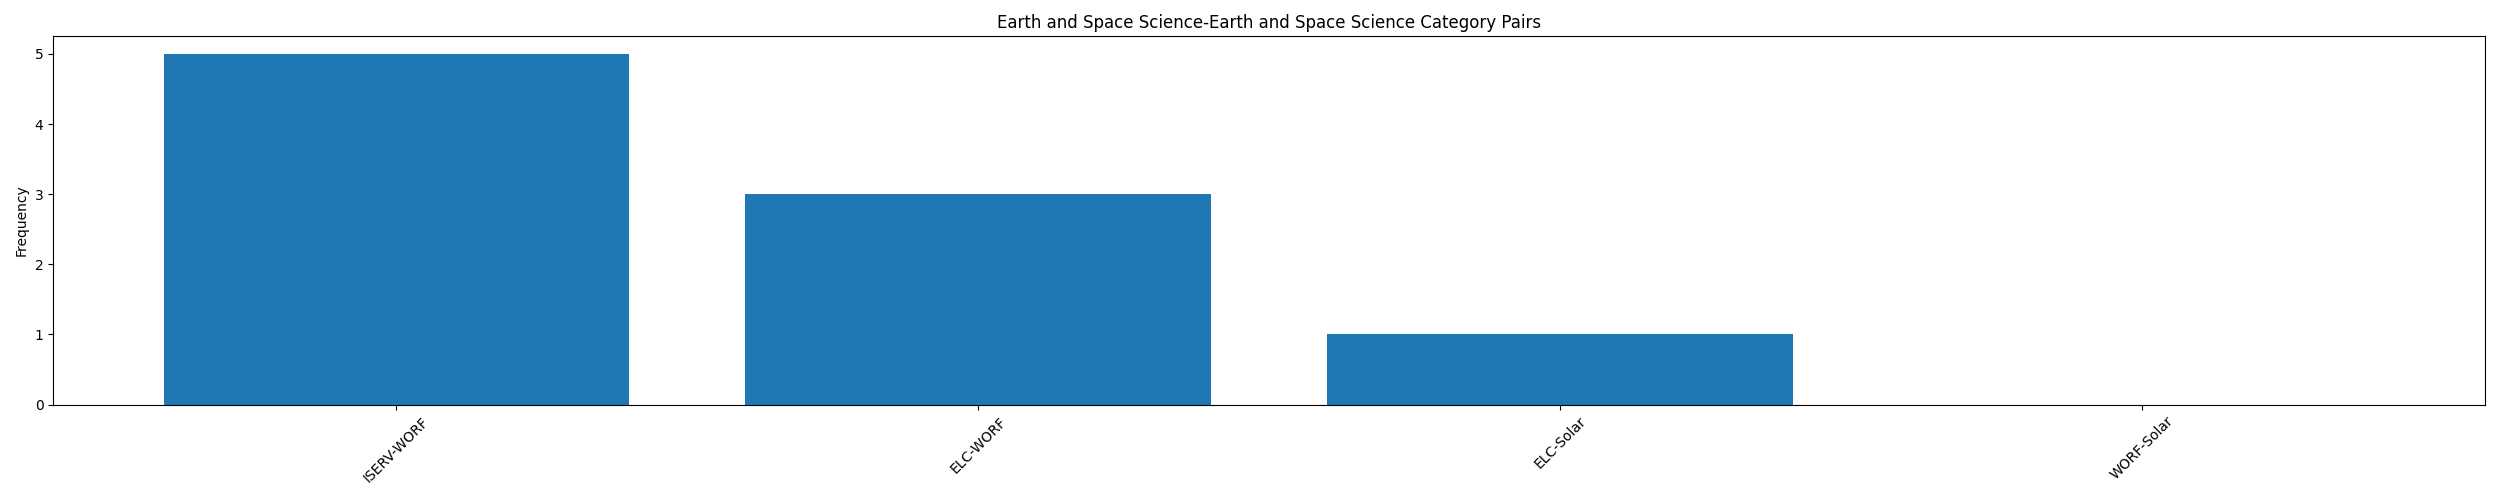 Earth and Space Science-Earth and Space Science Category Pairs
Frequency
5
4
3
2
1
0
ISERV-WORF
ELC-WORF
ELC-Solar
WORF-Solar